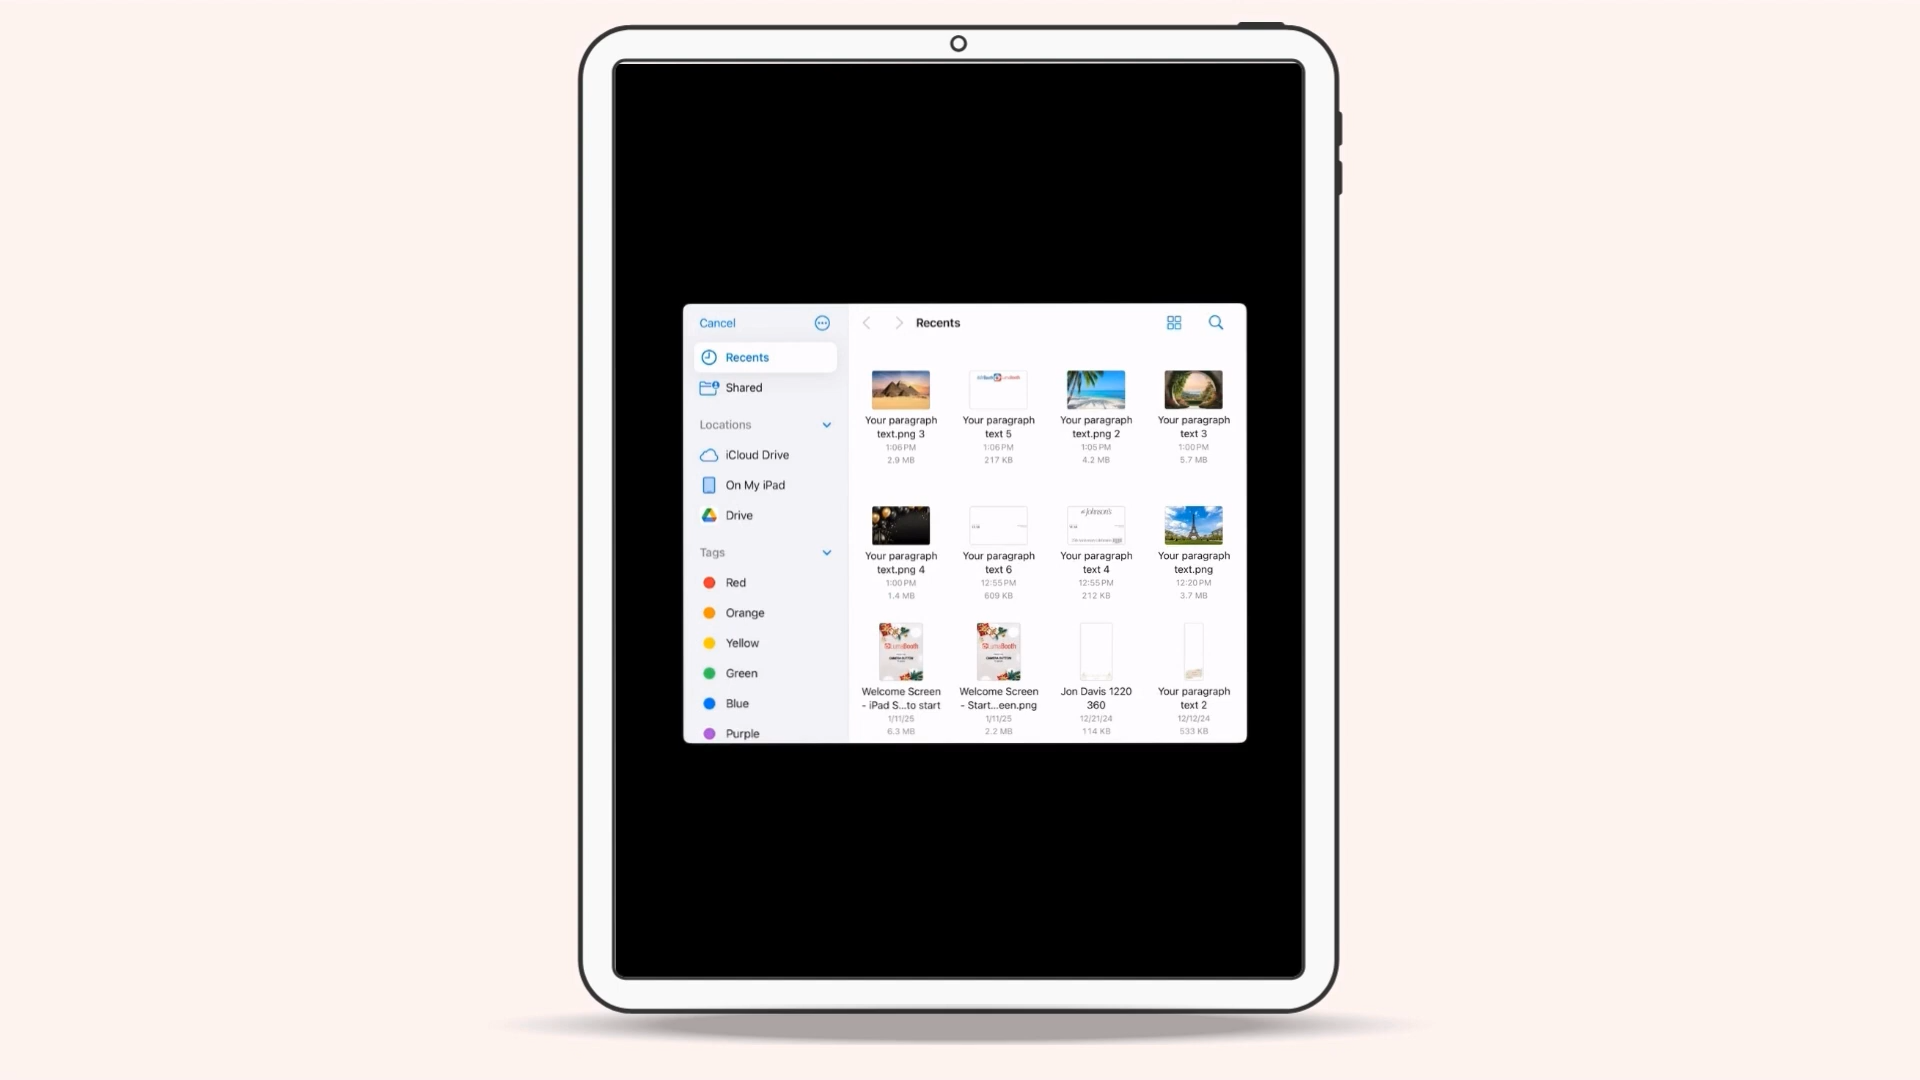 Cancel
Recents
Shared
Locations
iCloud Drive
On My iPad
Drive
Tags
Red
Orange
Yellow
Green
Blue
Purple
Recents
Your paragraph
text.png 3
1:06 PM
2.9 MB
Your paragraph
text 5
1:06 PM
217 KB
Your paragraph
text.png 2
1:05 PM
4.2 MB
Your paragraph
text 3
1:00 PM
5.7 MB
Your paragraph
text.png 4
1:00 PM
1.4 MB
Your paragraph
text 6
12:55 PM
609 KB
Johnson's
Your paragraph
text 4
12:55 PM
212 KB
Your paragraph
text.png
12:20 PM
3.7 MB
LumaBooth
Welcome Screen
- iPad S...to start
1/11/25
6.3 MB
LumaBooth
Welcome Screen
- Start...een.png
1/11/25
2.2 MB
Jon Davis 1220
360
12/21/24
114 KB
Your paragraph
text 2
12/12/24
533 KB